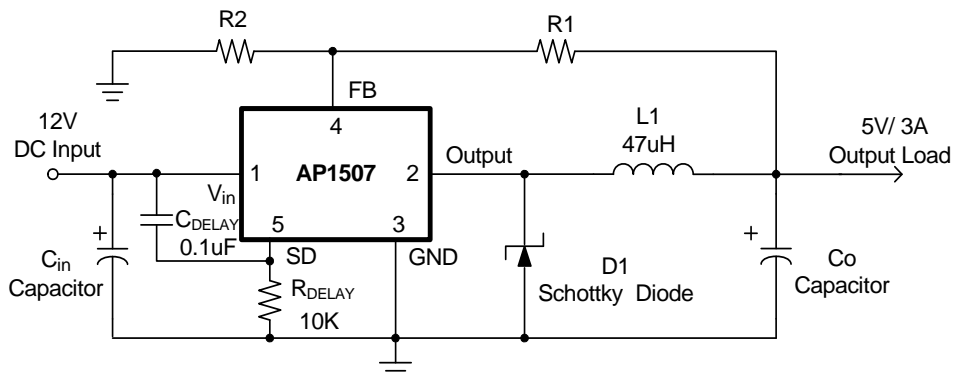 R2
R1
FB
12V
DC Input
4
L1
47uH
5V/ 3A
Output Load
1
AP1507
2
Output
Vin
CDELAY
0.1uF
5
SD
3
GND
Cin
Capacitor
RDELAY
10K
D1
Schottky Diode
Co
Capacitor
+
+